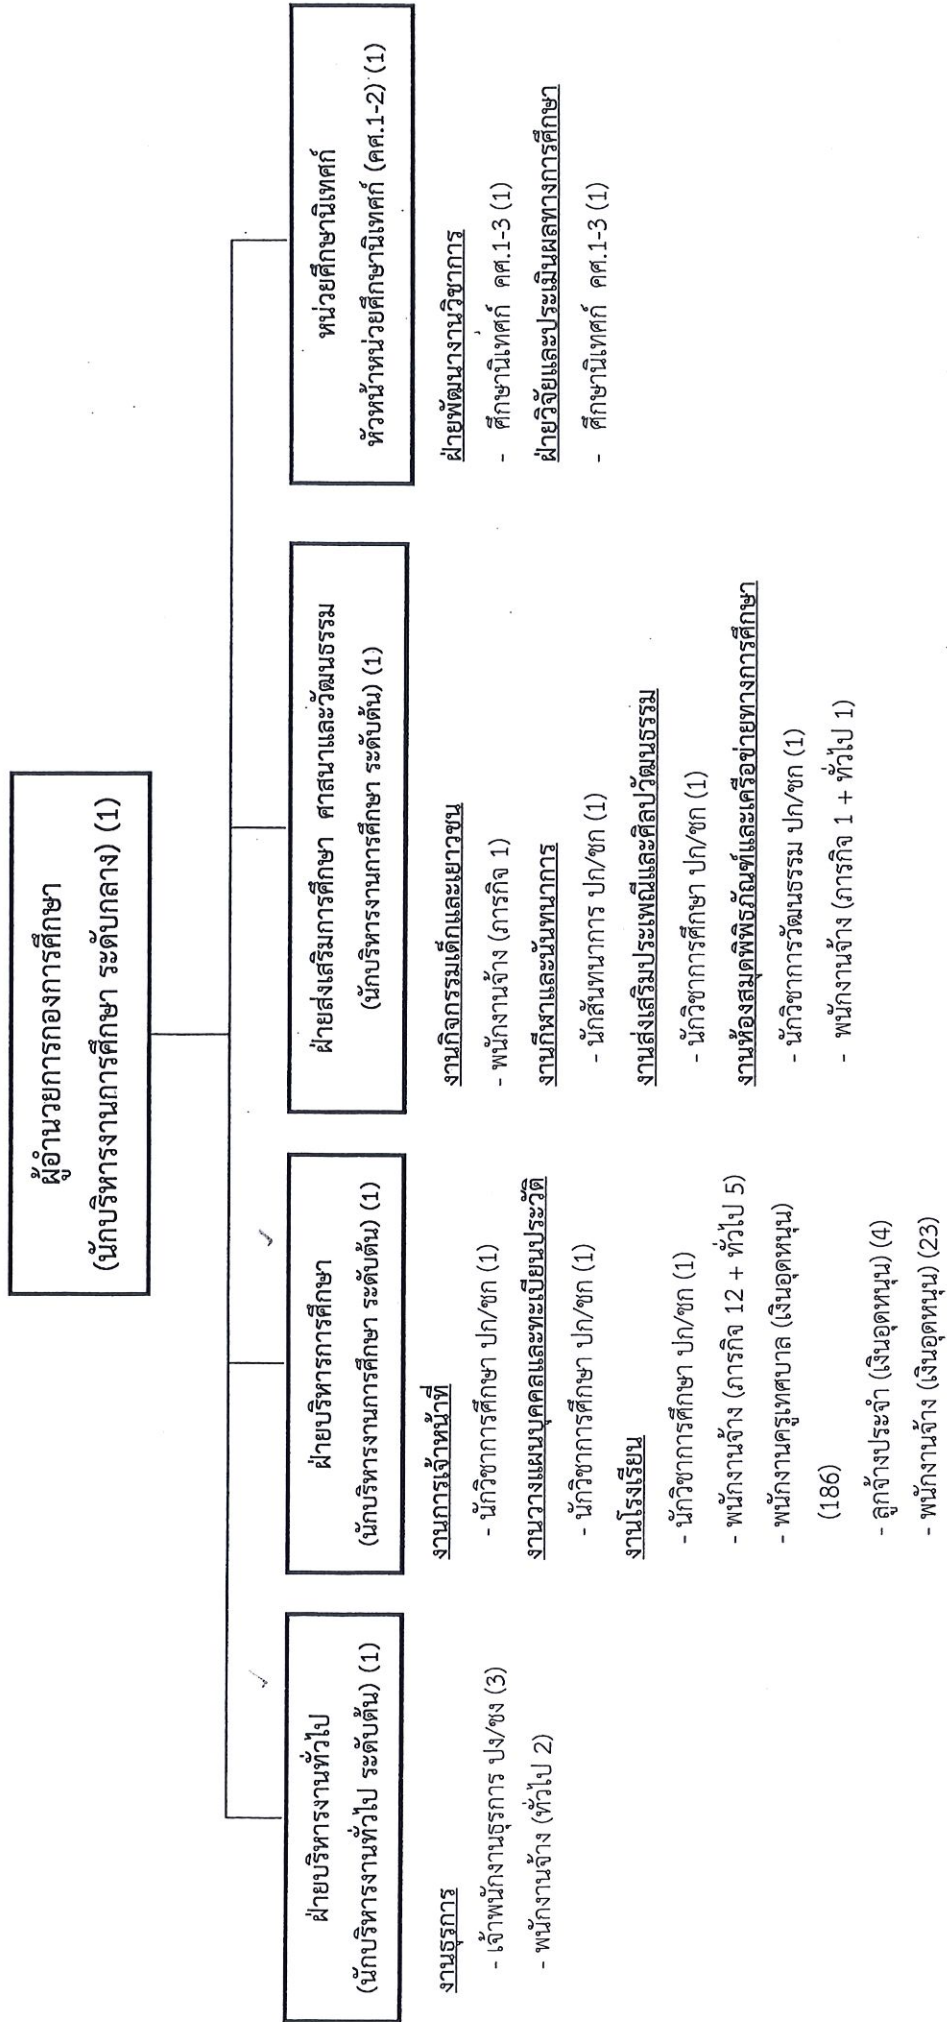 ผู้อำนวยการกองการศึกษา
(นักบริหารงานการศึกษา ระดับกลาง) (1)
ฝ่ายบริหารงานทั่วไป
(นักบริหารงานทั่วไป ระดับต้น) (1)
งานธุรการ
- เจ้าพนักงานธุรการ ปง/ชง (3)
- พนักงานจ้าง (ทั่วไป 2)
ฝ่ายบริหารการศึกษา
(นักบริหารงานการศึกษา ระดับต้น) (1)
งานการเจ้าหน้าที่
- นักวิชาการศึกษา ปก/ชก (1)
งานวางแผนบุคคลและทะเบียนประวัติ
- นักวิชาการศึกษา ปก/ชก (1)
งานโรงเรียน
- นักวิชาการศึกษา ปก/ชก (1)
- พนักงานจ้าง (ภารกิจ 12 + ทั่วไป 5)
- พนักงานครูเทศบาล (เงินอุดหนุน)
(186)
- ลูกจ้างประจำ (เงินอุดหนุน) (4)
- พนักงานจ้าง (เงินอุดหนุน) (23)
ฝ่ายส่งเสริมการศึกษา ศาสนาและวัฒนธรรม
(นักบริหารงานการศึกษา ระดับต้น) (1)
งานกิจกรรมเด็กและเยาวชน
- พนักงานจ้าง (ภารกิจ 1)
งานกีฬาและนันทนาการ
- นักสันทนาการ ปก/ชก (1)
งานส่งเสริมประเพณีและศิลปวัฒนธรรม
- นักวิชาการศึกษา ปก/ชก (1)
งานห้องสมุดพิพิธภัณฑ์และเครือข่ายทางการศึกษา
- นักวิชาการวัฒนธรรม ปก/ชก (1)
- พนักงานจ้าง (ภารกิจ 1 + ทั่วไป 1)
หน่วยศึกษานิเทศก์
หัวหน้าหน่วยศึกษานิเทศก์ (คศ.1-2) (1)
ฝ่ายพัฒนางานวิชาการ
- ศึกษานิเทศก์ คศ.1-3 (1)
ฝ่ายวิจัยและประเมินผลทางการศึกษา
- ศึกษานิเทศก์ คศ.1-3 (1)